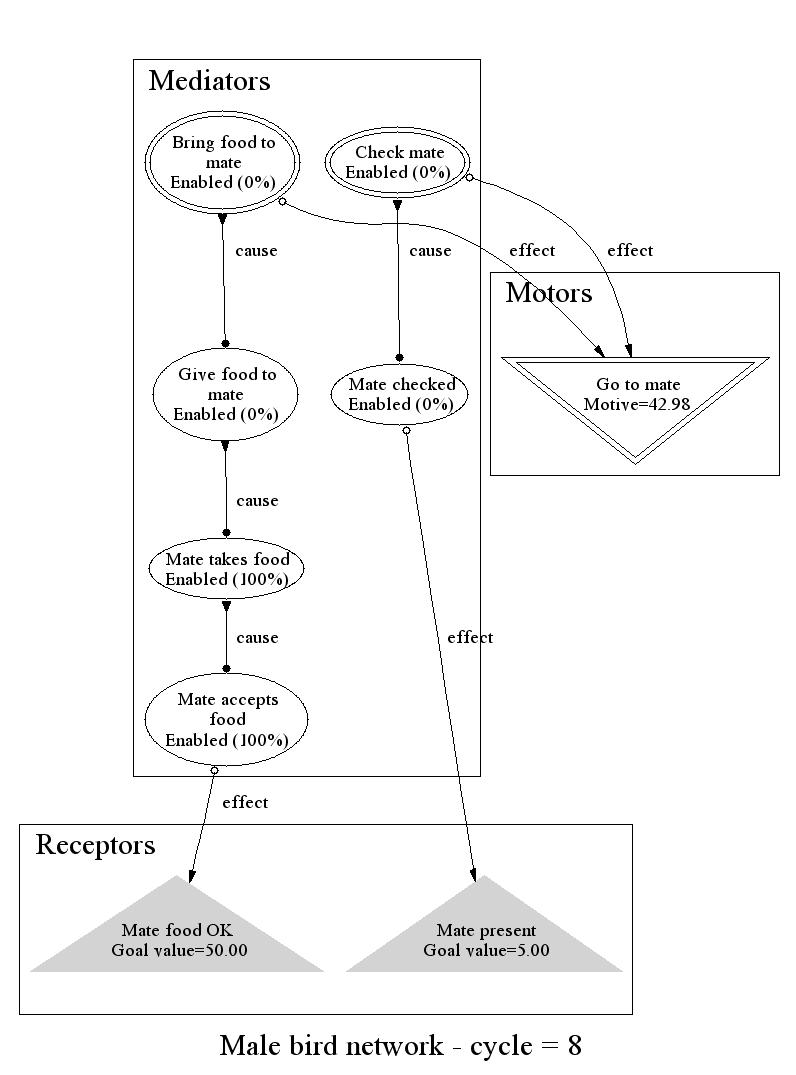 Mediators
Bring food to
mate
Enabled (0%)
Check mate
Enabled (0%)
cause
cause
effect
effect
Motors
Go to mate
Motive=42.98
Give food to
mate
Enabled (0%)
Mate checked
Enabled (0%)
cause
Mate takes food
Enabled (100%)
cause
effect
Mate accepts
food
Enabled (100%)
effect
Receptors
Mate food OK
Goal value=50.00
Mate present
Goal value=5.00
Male bird network - cycle = 8